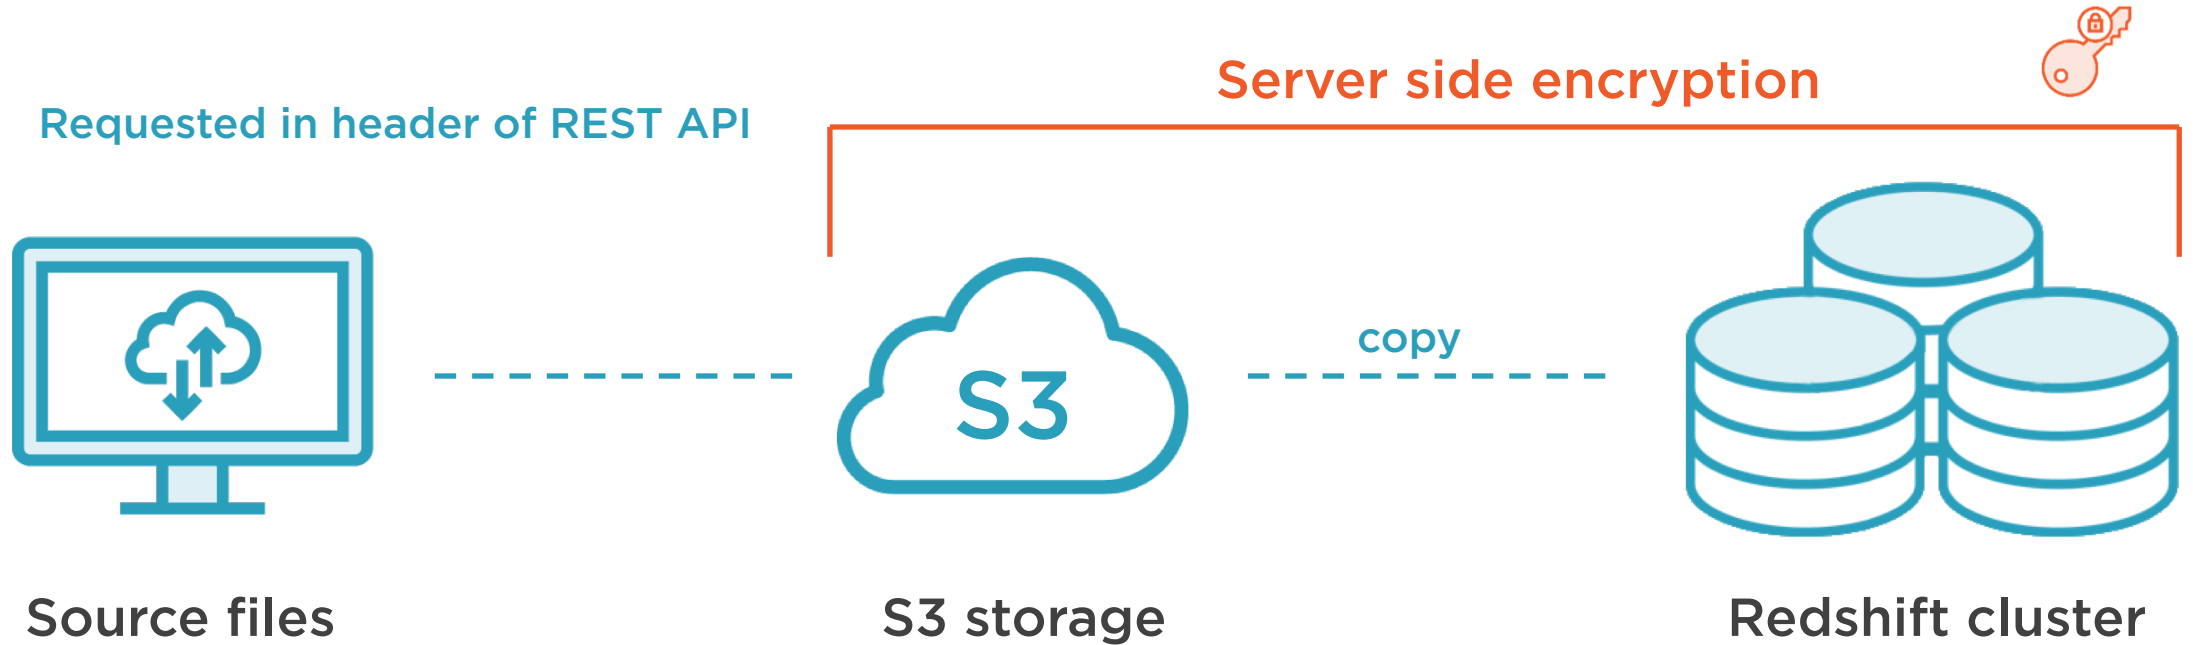 Server side encryption
Requested in header of REST API
copy
S3
Source files
S3 storage
Redshift cluster